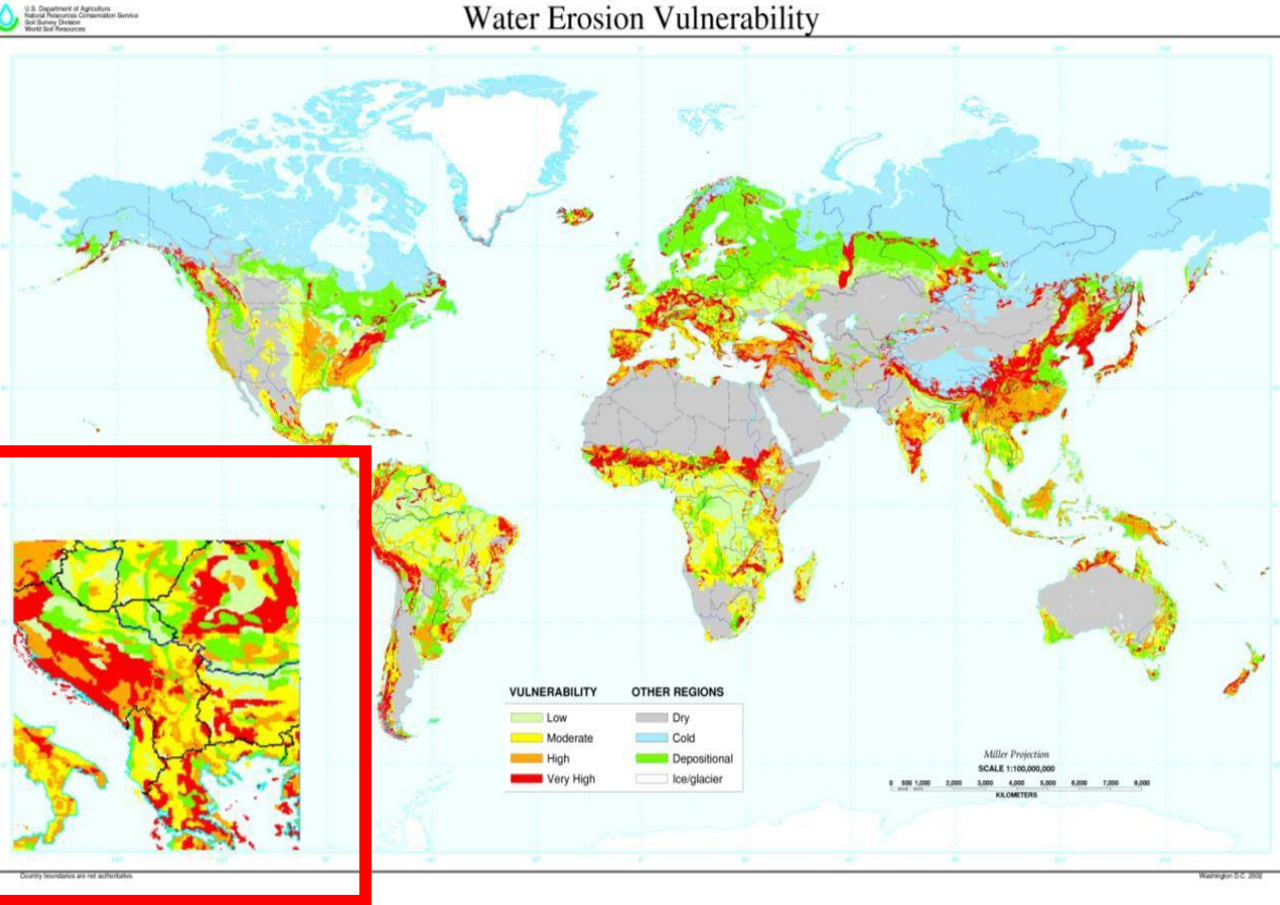 U.S. Department of Agriculture
Natural Resources Conservation Service
Soil Survey Division
World Soil Resources
Water Erosion Vulnerability
VULNERABILITY OTHER REGIONS
Low Dry
Moderate Cold
High Depositional
Very High Ice/glacier
Miller Projection
SCALE 1:100,000,000
0 500 1,000 2,000 3,000 4,000 5,000 6,000 7,000 8,000
KILOMETERS
Country boundaries are not authoritative. Washington D.C. 2002